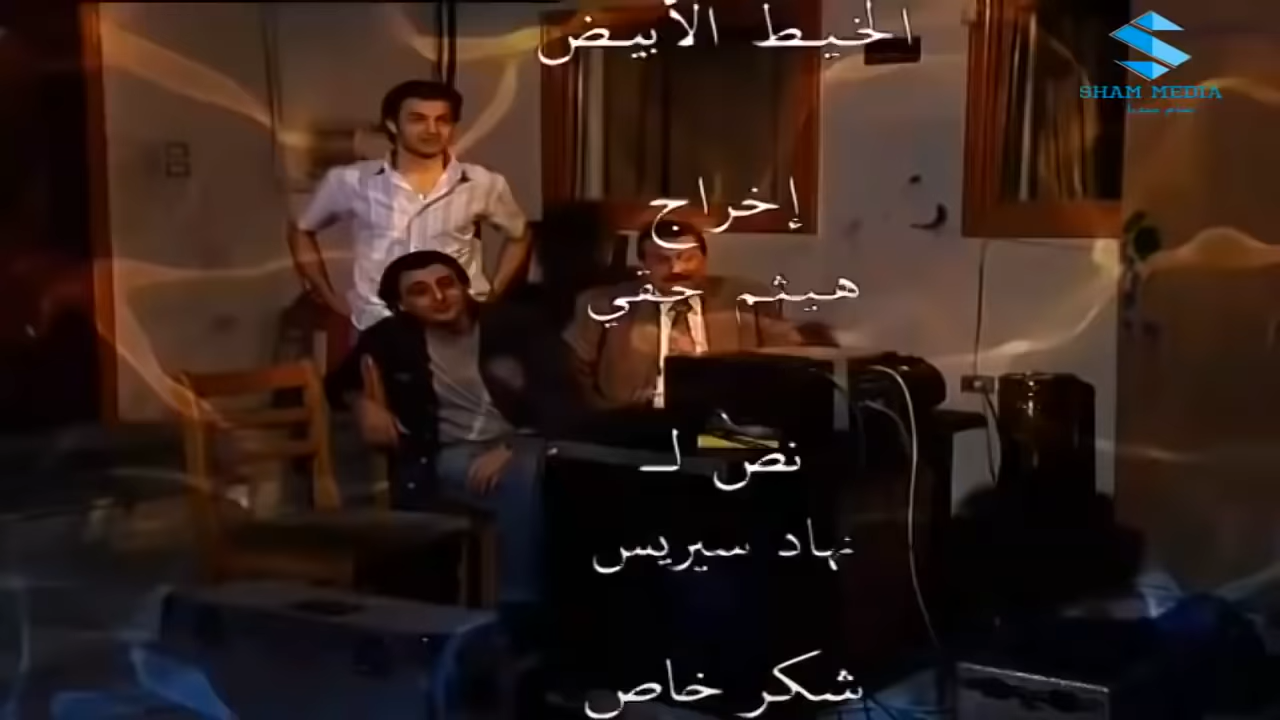 الخيط الأبيض
SHAM MEDIA
إخراج
هيثم حقي
نص لـ
نهاد سيريس
شكر خاص